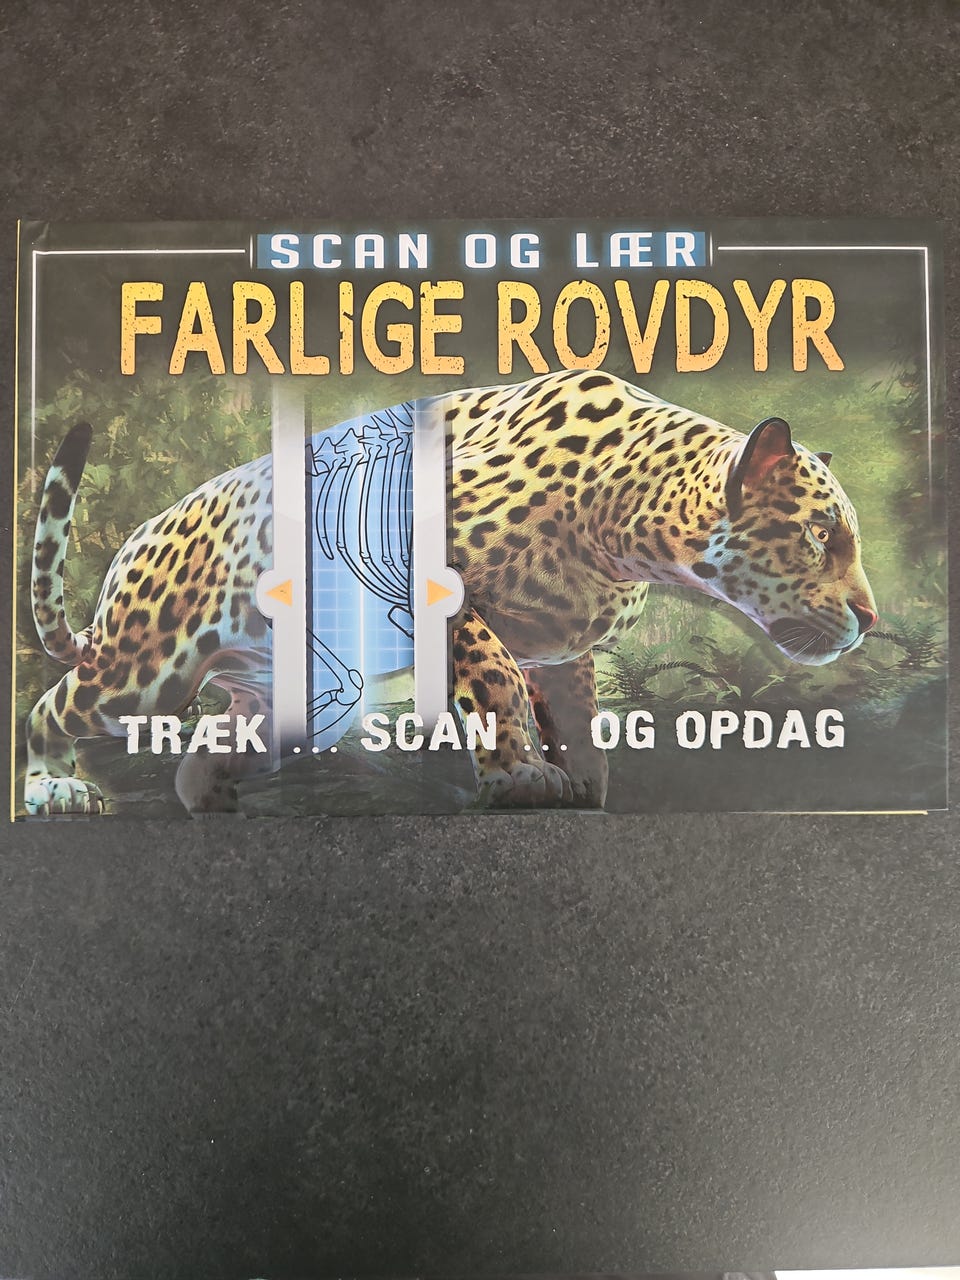 SCAN OG LÆR
FARLIGE ROVDYR
TRÆK ... SCAN ... OG OPDAG